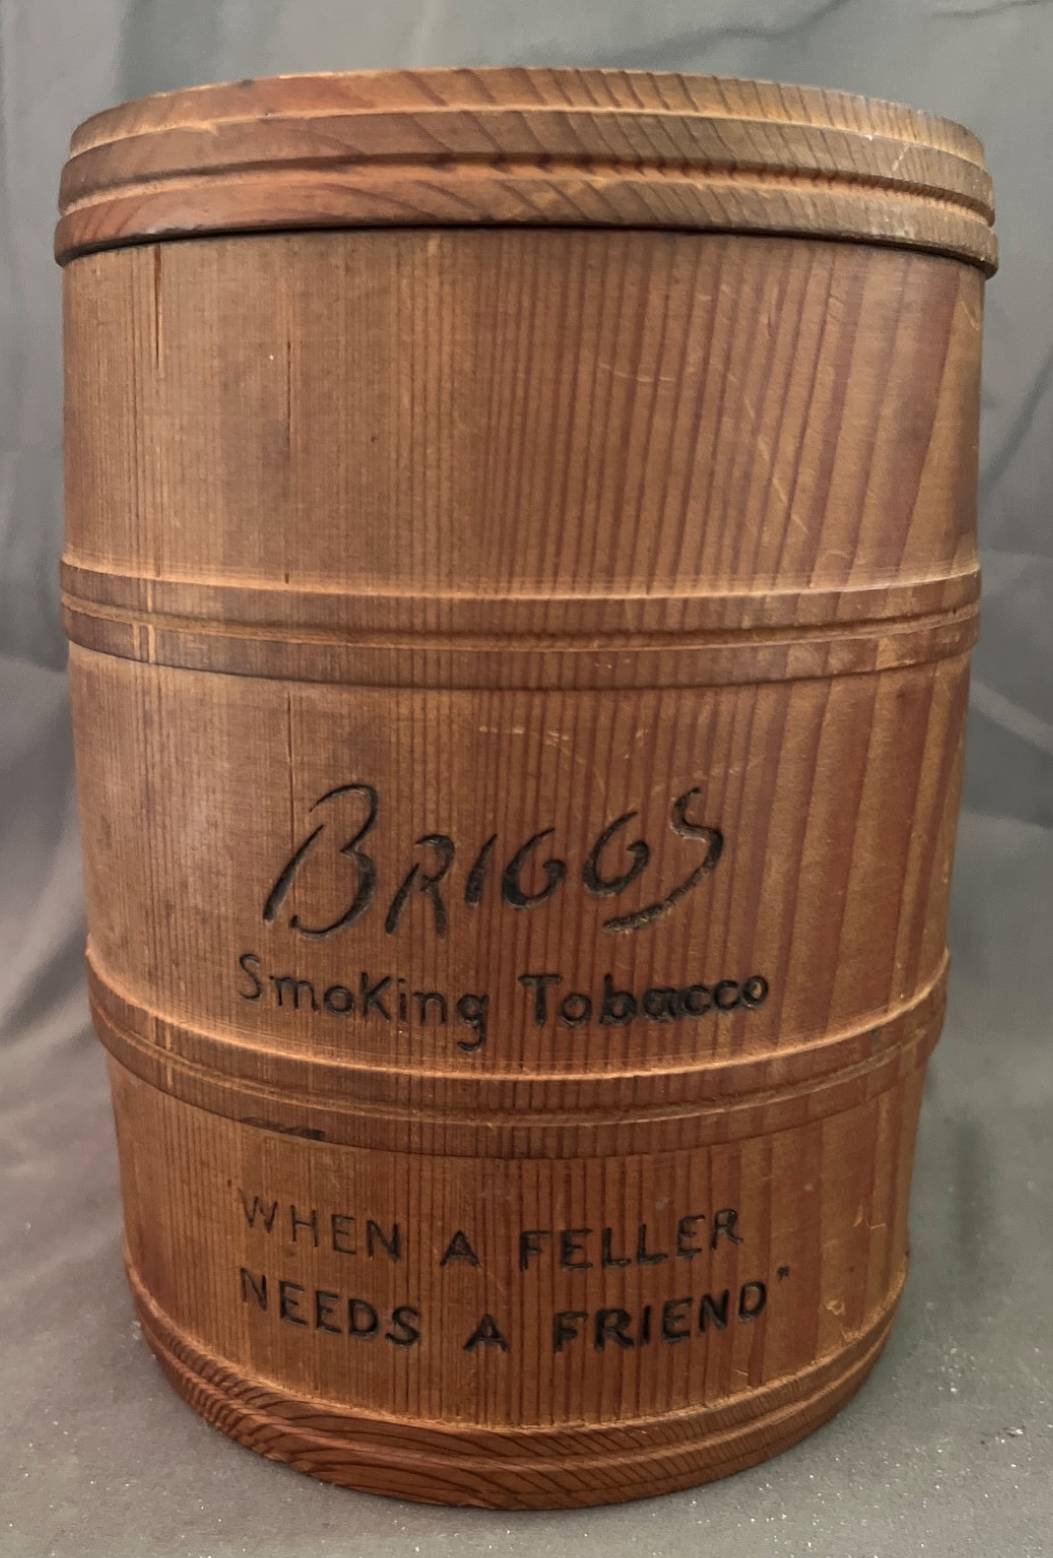 BRIGGS
Smoking Tobacco
"WHEN A FELLER
NEEDS A FRIEND"